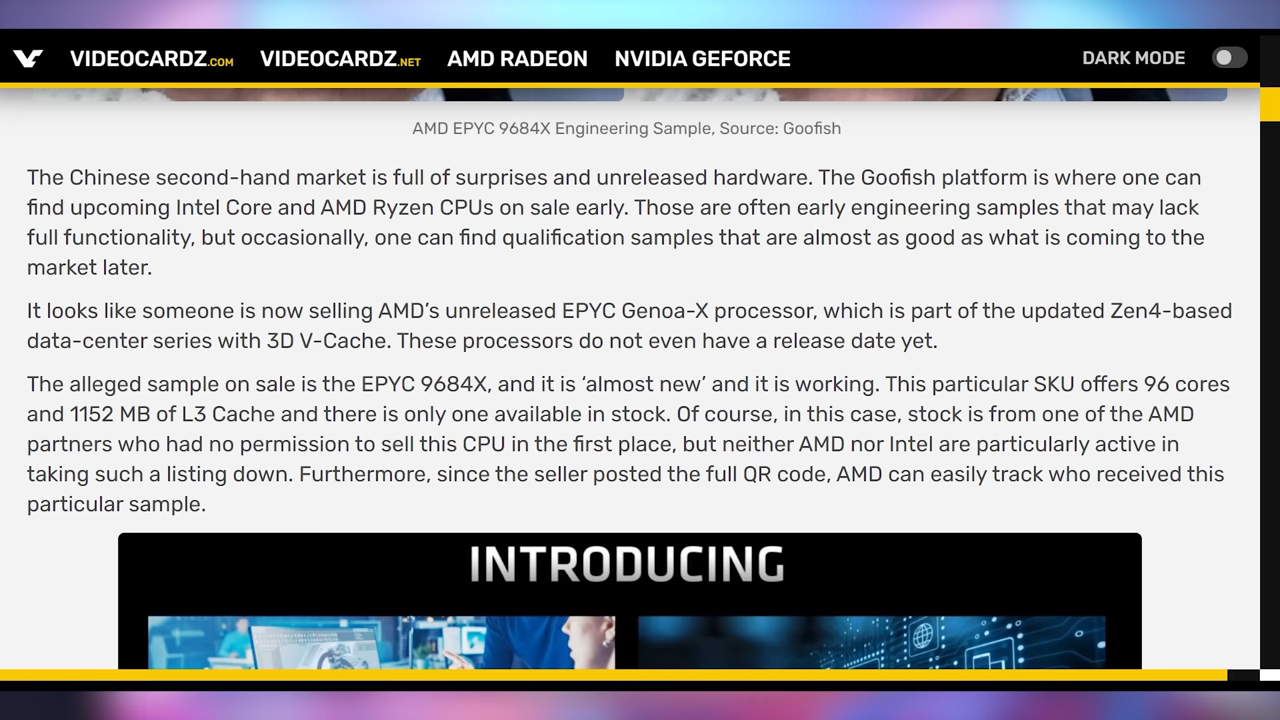 VIDEOCARDZ.COM VIDEOCARDZ.NET AMD RADEON NVIDIA GEFORCE DARK MODE
AMD EPYC 9684X Engineering Sample, Source: Goofish
The Chinese second-hand market is full of surprises and unreleased hardware. The Goofish platform is where one can
find upcoming Intel Core and AMD Ryzen CPUs on sale early. Those are often early engineering samples that may lack
full functionality, but occasionally, one can find qualification samples that are almost as good as what is coming to the
market later.
It looks like someone is now selling AMD’s unreleased EPYC Genoa-X processor, which is part of the updated Zen4-based
data-center series with 3D V-Cache. These processors do not even have a release date yet.
The alleged sample on sale is the EPYC 9684X, and it is ‘almost new’ and it is working. This particular SKU offers 96 cores
and 1152 MB of L3 Cache and there is only one available in stock. Of course, in this case, stock is from one of the AMD
partners who had no permission to sell this CPU in the first place, but neither AMD nor Intel are particularly active in
taking such a listing down. Furthermore, since the seller posted the full QR code, AMD can easily track who received this
particular sample.
INTRODUCING